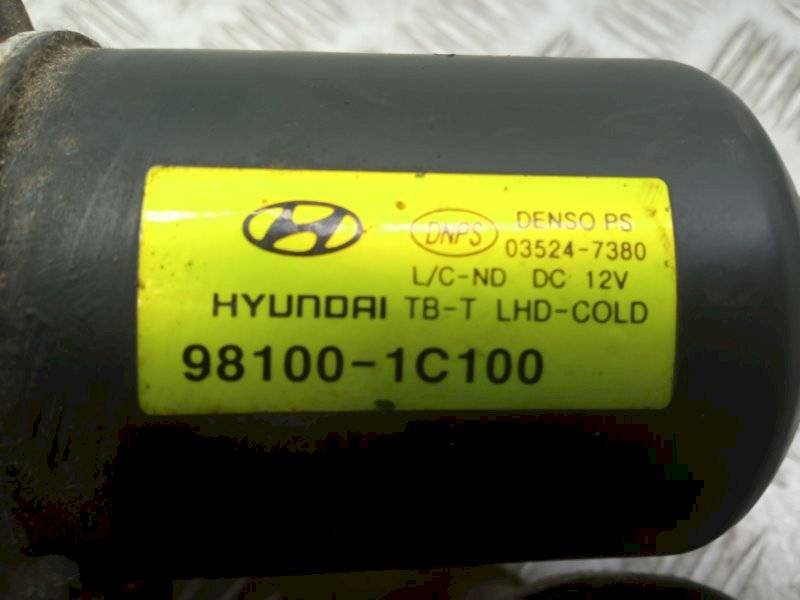 DNPS DENSO PS
03524-7380
L/C-ND DC 12V
HYUNDAI TB-T LHD-COLD
98100-1C100